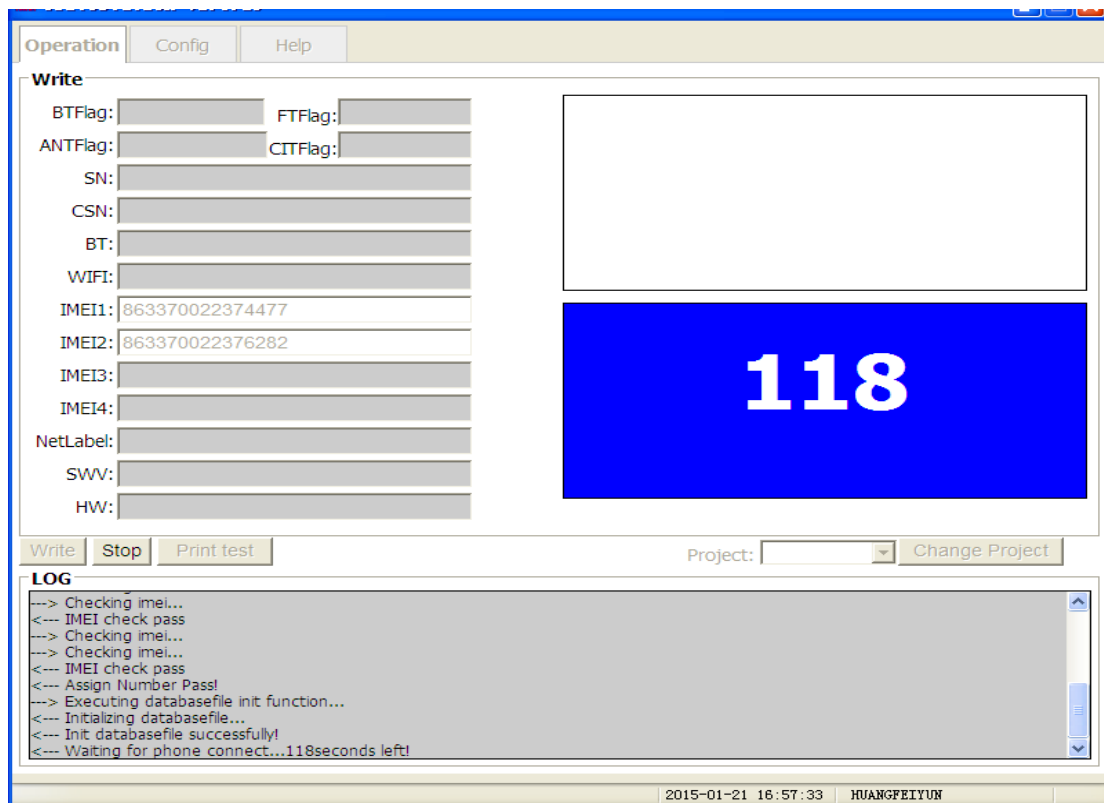 Operation Config Help
Write
BTFlag: FTFlag:
ANTFlag: CITFlag:
SN:
CSN:
BT:
WIFI:
IMEI1: 863370022374477
IMEI2: 863370022376282
IMEI3:
IMEI4:
NetLabel:
SWV:
HW:
118
Write Stop Print test Project: Change Project
LOG
---> Checking imei...
<--- IMEI check pass
---> Checking imei...
---> Checking imei...
<--- IMEI check pass
<--- Assign Number Pass!
---> Executing databasefile init function...
<--- Initializing databasefile...
<--- Init databasefile successfully!
<--- Waiting for phone connect...118seconds left!
2015-01-21 16:57:33 HUANGFEIYUN